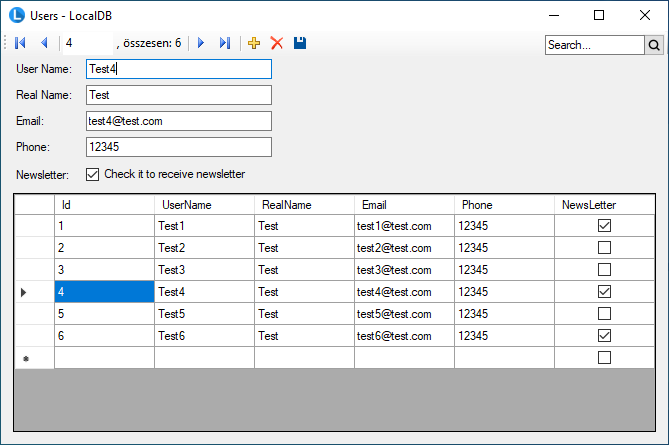 Users - LocalDB
4 , összesen: 6 Search...
User Name: Test4
Real Name: Test
Email: test4@test.com
Phone: 12345
Newsletter: Check it to receive newsletter
Id UserName RealName Email Phone NewsLetter
1 Test1 Test test1@test.com 12345
2 Test2 Test test2@test.com 12345
3 Test3 Test test3@test.com 12345
4 Test4 Test test4@test.com 12345
5 Test5 Test test5@test.com 12345
6 Test6 Test test6@test.com 12345